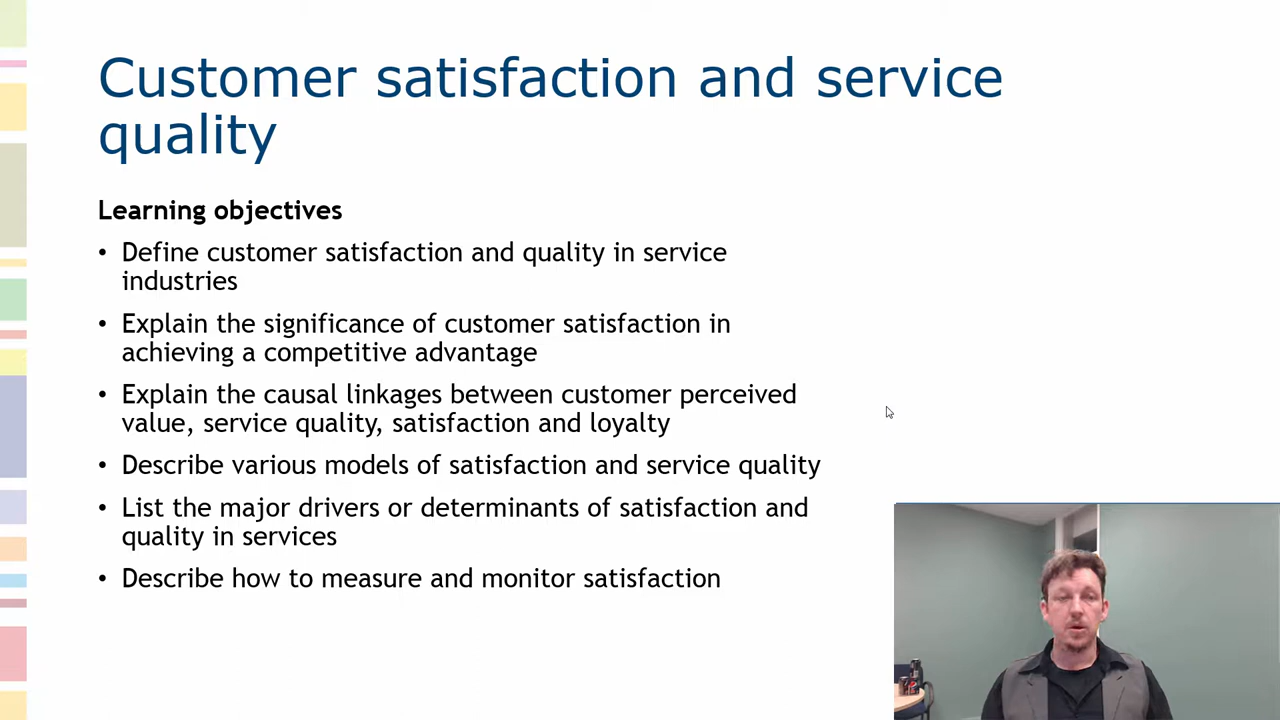 Customer satisfaction and service
quality
Learning objectives
• Define customer satisfaction and quality in service
industries
• Explain the significance of customer satisfaction in
achieving a competitive advantage
• Explain the causal linkages between customer perceived
value, service quality, satisfaction and loyalty
• Describe various models of satisfaction and service quality
• List the major drivers or determinants of satisfaction and
quality in services
• Describe how to measure and monitor satisfaction